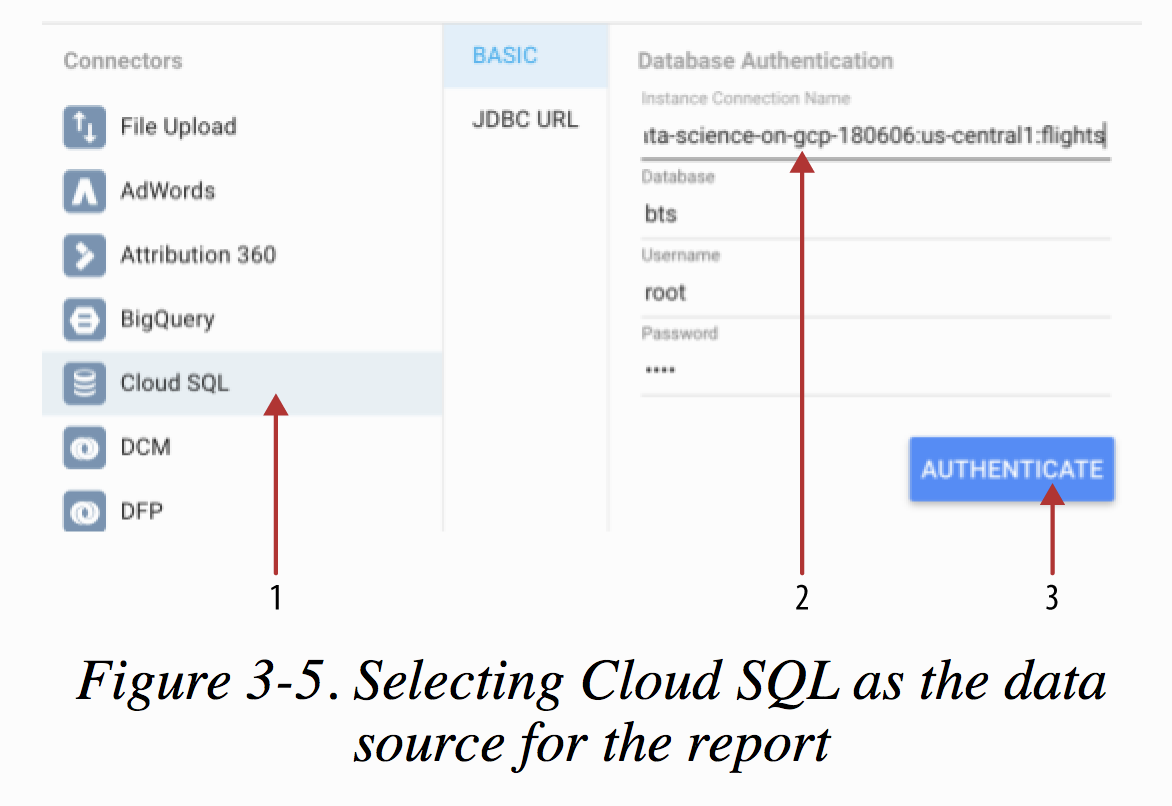 Connectors
File Upload
AdWords
Attribution 360
BigQuery
Cloud SQL
DCM
DFP
BASIC
JDBC URL
Database Authentication
Instance Connection Name
ta-science-on-gcp-180606:us-central1:flights
Database
bts
Username
root
Password
••••
AUTHENTICATE
1
2
3
Figure 3-5. Selecting Cloud SQL as the data
source for the report